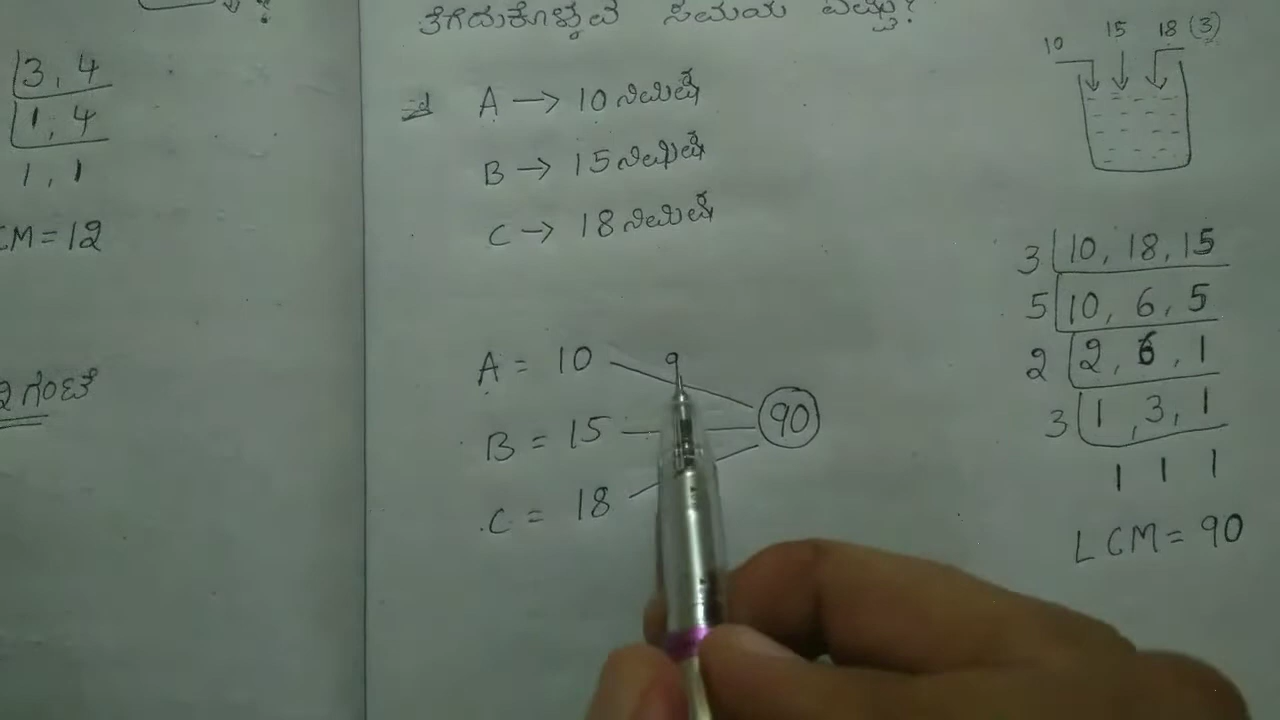 3, 4
1, 4
1, 1
CM = 12
2 ಗಂಟೆ
ತೆಗೆದುಕೊಳ್ಳುವ ಸಮಯ ಎಷ್ಟು?
⇒ A → 10 ನಿಮಿಷ
B → 15 ನಿಮಿಷ
C → 18 ನಿಮಿಷ
A = 10 9
B = 15 90
C = 18
10 15 18 (3)
3 10, 18, 15
5 10, 6, 5
2 2, 6, 1
3 1, 3, 1
1 1 1
LCM = 90